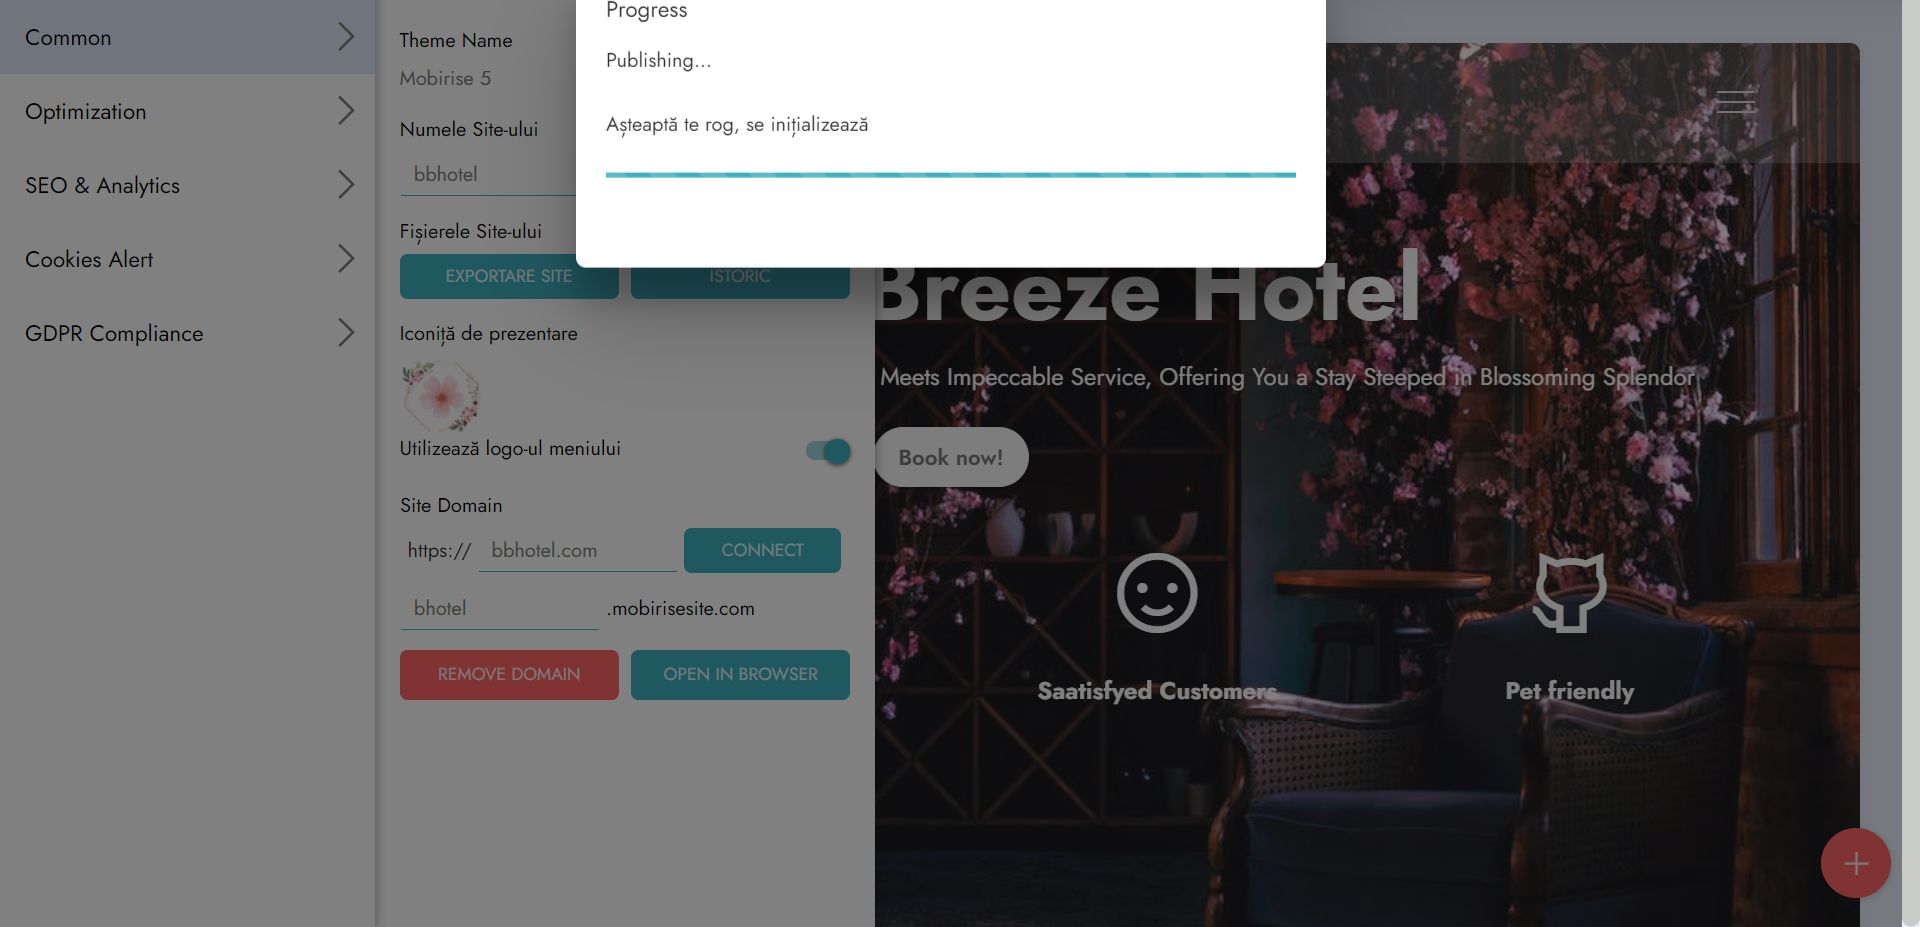 Common
Optimization
SEO & Analytics
Cookies Alert
GDPR Compliance
Theme Name
Mobirise 5
Numele Site-ului
bbhotel
Fișierele Site-ului
EXPORTARE SITE
ISTORIC
Iconiță de prezentare
Utilizează logo-ul meniului
Site Domain
https://
bbhotel.com
CONNECT
bhotel
.mobirisesite.com
REMOVE DOMAIN
OPEN IN BROWSER
Progress
Publishing...
Așteaptă te rog, se inițializează
Breeze Hotel
Meets Impeccable Service, Offering You a Stay Steeped in Blossoming Splendor
Book now!
Saatisfyed Customers
Pet friendly